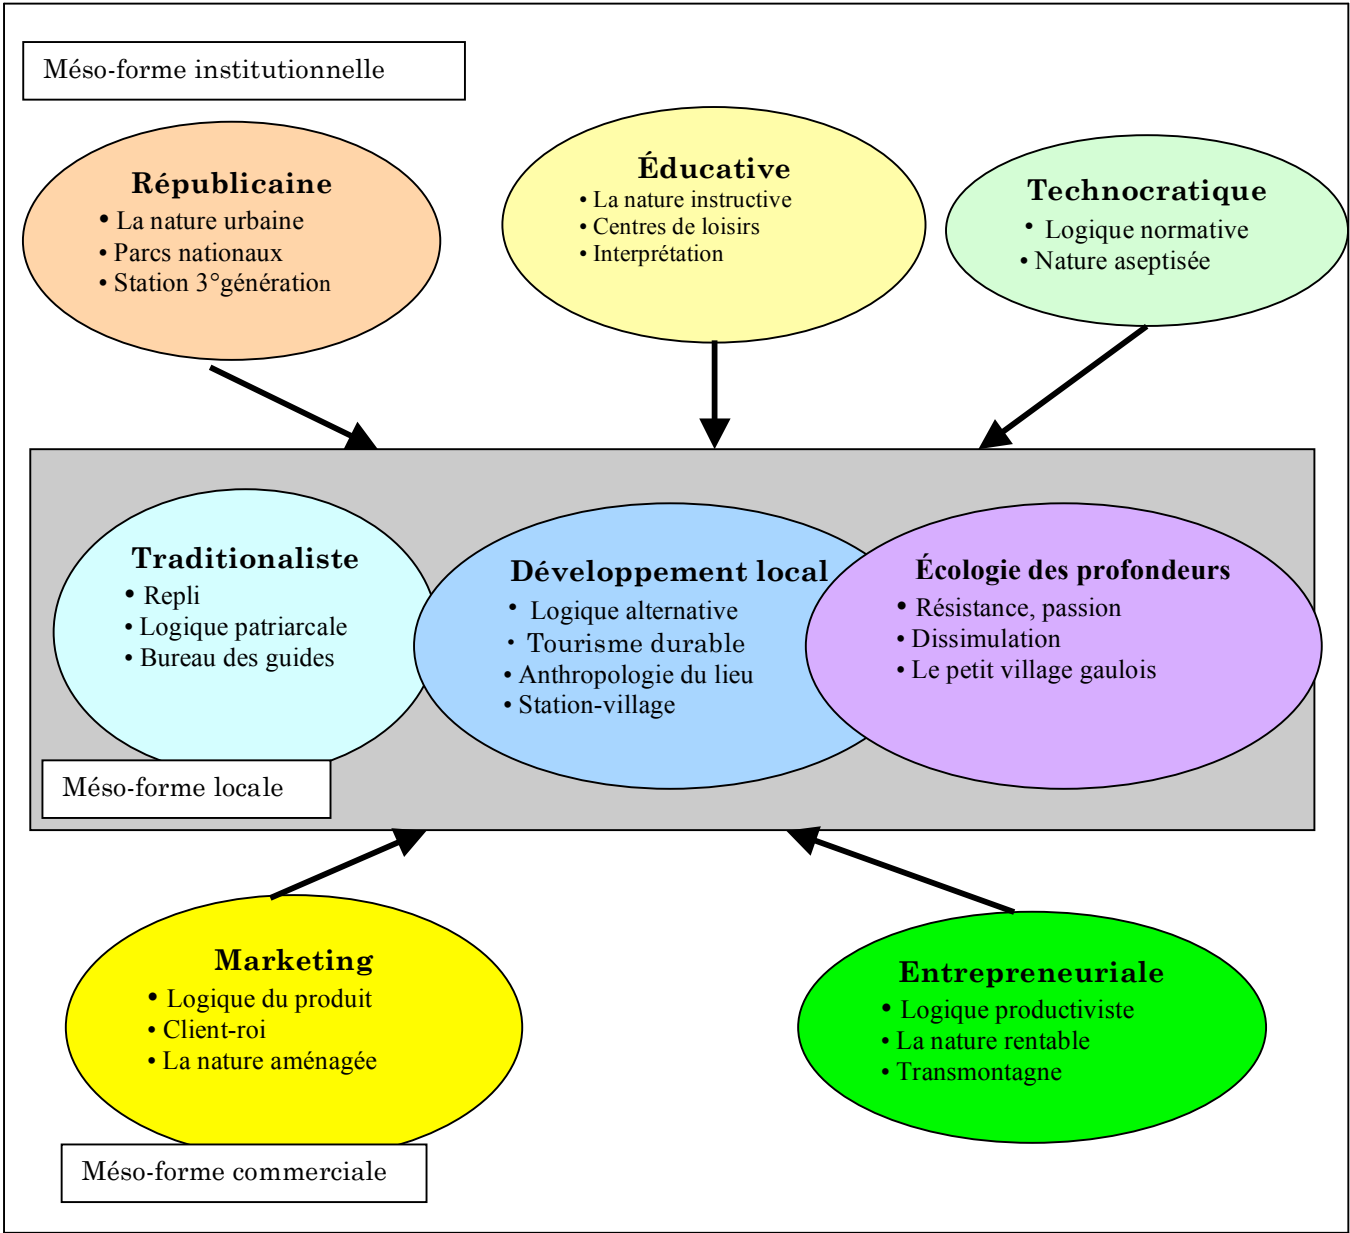 Méso-forme institutionnelle
Républicaine
• La nature urbaine
• Parcs nationaux
• Station 3°génération
Éducative
• La nature instructive
• Centres de loisirs
• Interprétation
Technocratique
• Logique normative
• Nature aseptisée
Traditionaliste
• Repli
• Logique patriarcale
• Bureau des guides
Développement local
• Logique alternative
• Tourisme durable
• Anthropologie du lieu
• Station-village
Écologie des profondeurs
• Résistance, passion
• Dissimulation
• Le petit village gaulois
Méso-forme locale
Marketing
• Logique du produit
• Client-roi
• La nature aménagée
Entrepreneuriale
• Logique productiviste
• La nature rentable
• Transmontagne
Méso-forme commerciale